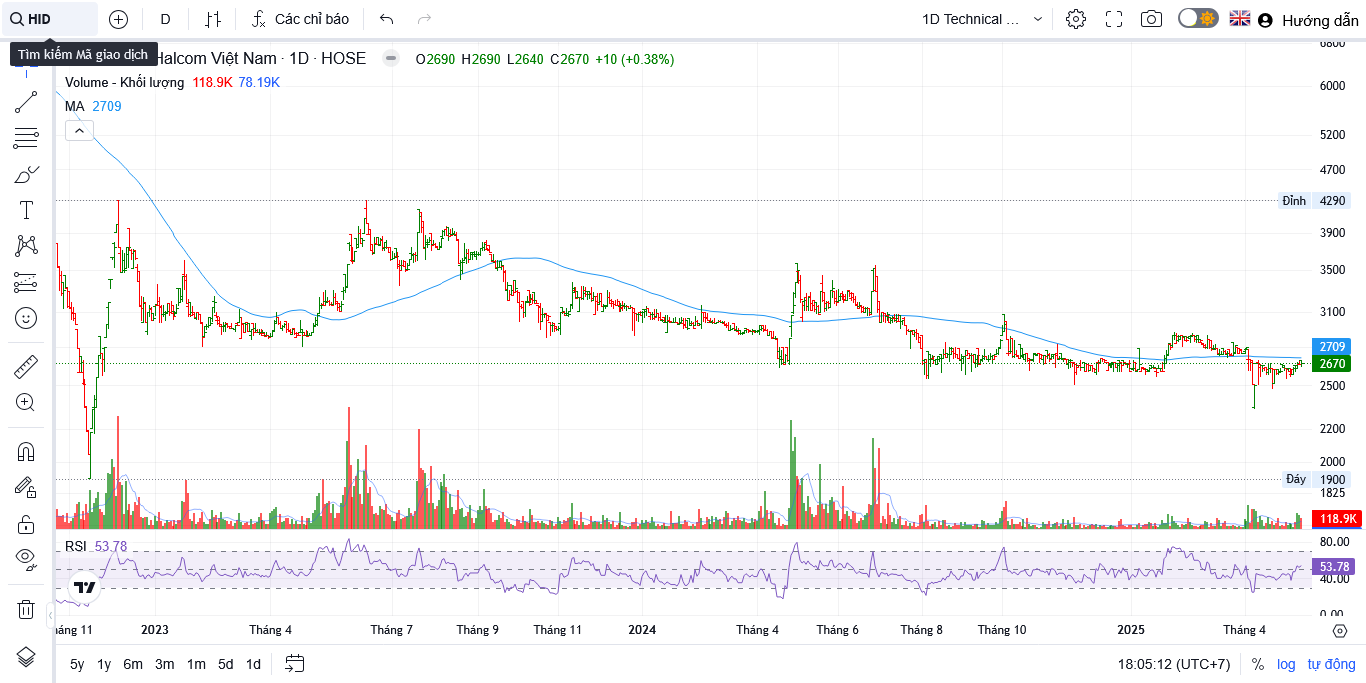 HID
D
Các chỉ báo
1D Technical ...
Hướng dẫn
Tìm kiếm Mã giao dịch
Halcom Việt Nam · 1D · HOSE
O2690 H2690 L2640 C2670 +10 (+0.38%)
Volume - Khối lượng 118.9K 78.19K
MA 2709
6800
6000
5200
4700
Đỉnh 4290
3900
3500
3100
2709
2670
2500
2200
2000
Đáy 1900
1825
118.9K
RSI 53.78
80.00
53.78
40.00
0.00
háng 11 2023 Tháng 4 Tháng 7 Tháng 9 Tháng 11 2024 Tháng 4 Tháng 6 Tháng 8 Tháng 10 2025 Tháng 4
5y 1y 6m 3m 1m 5d 1d
18:05:12 (UTC+7) % log tự động